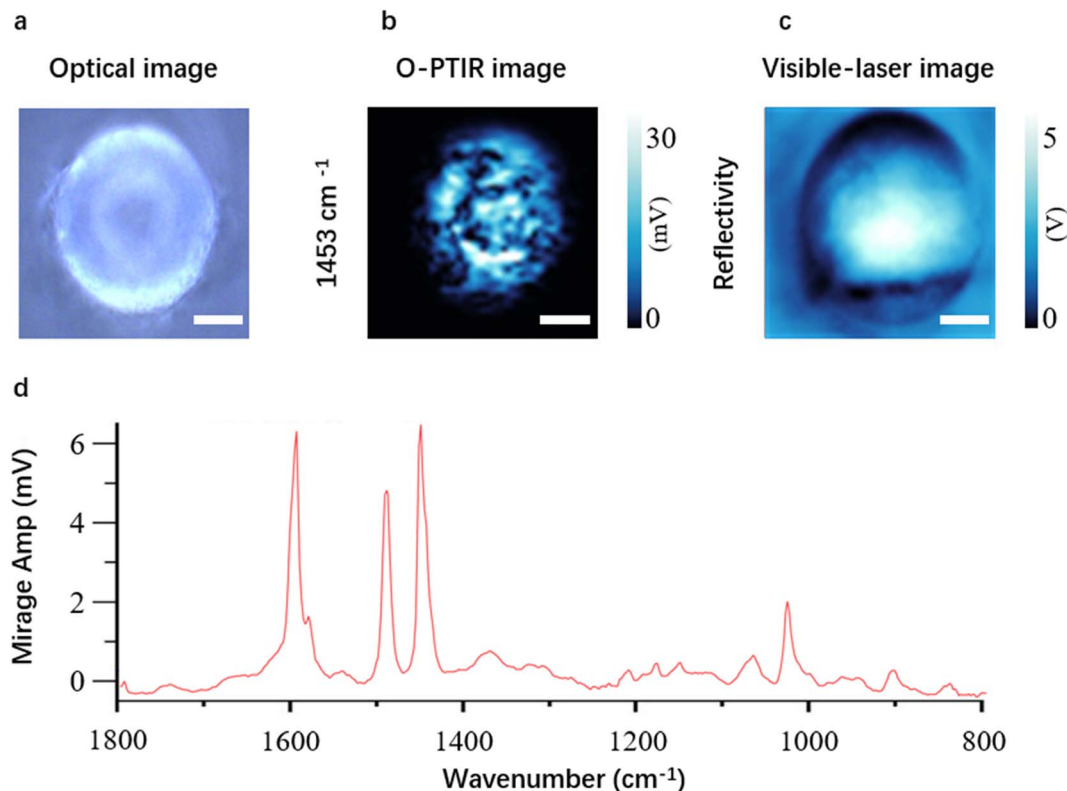 a
Optical image
b
O-PTIR image
1453 cm -1
30
(mV)
0
c
Visible-laser image
Reflectivity
5
(V)
0
d
Mirage Amp (mV)
6
4
2
0
1800
1600
1400
1200
1000
800
Wavenumber (cm-1)